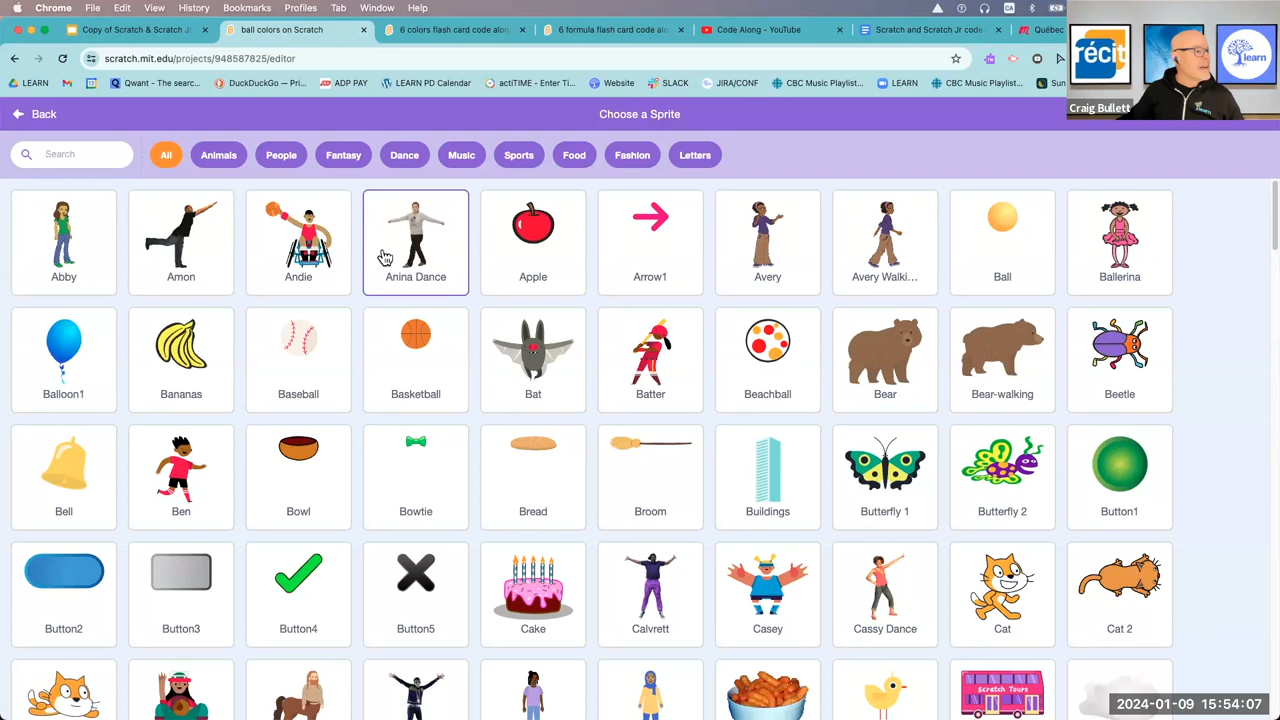 Chrome File Edit View History Bookmarks Profiles Tab Window Help CA
Copy of Scratch & Scratch Jr ball colors on Scratch 6 colors flash card code along 6 formula flash card code alo Code Along - YouTube Scratch and Scratch Jr code- Québec
scratch.mit.edu/projects/948587825/editor
LEARN Qwant - The searc... DuckDuckGo — Pri... ADP PAY LEARN PD Calendar actiTIME - Enter Ti... Website SLACK JIRA/CONF CBC Music Playlist... LEARN CBC Music Playlist... Sun
récit
learn
Craig Bullett
Back Choose a Sprite
Search All Animals People Fantasy Dance Music Sports Food Fashion Letters
Abby Amon Andie Anina Dance Apple Arrow1 Avery Avery Walki... Ball Ballerina
Balloon1 Bananas Baseball Basketball Bat Batter Beachball Bear Bear-walking Beetle
Bell Ben Bowl Bowtie Bread Broom Buildings Butterfly 1 Butterfly 2 Button1
Button2 Button3 Button4 Button5 Cake Calvrett Casey Cassy Dance Cat Cat 2
Scratch Tours
2024-01-09 15:54:07